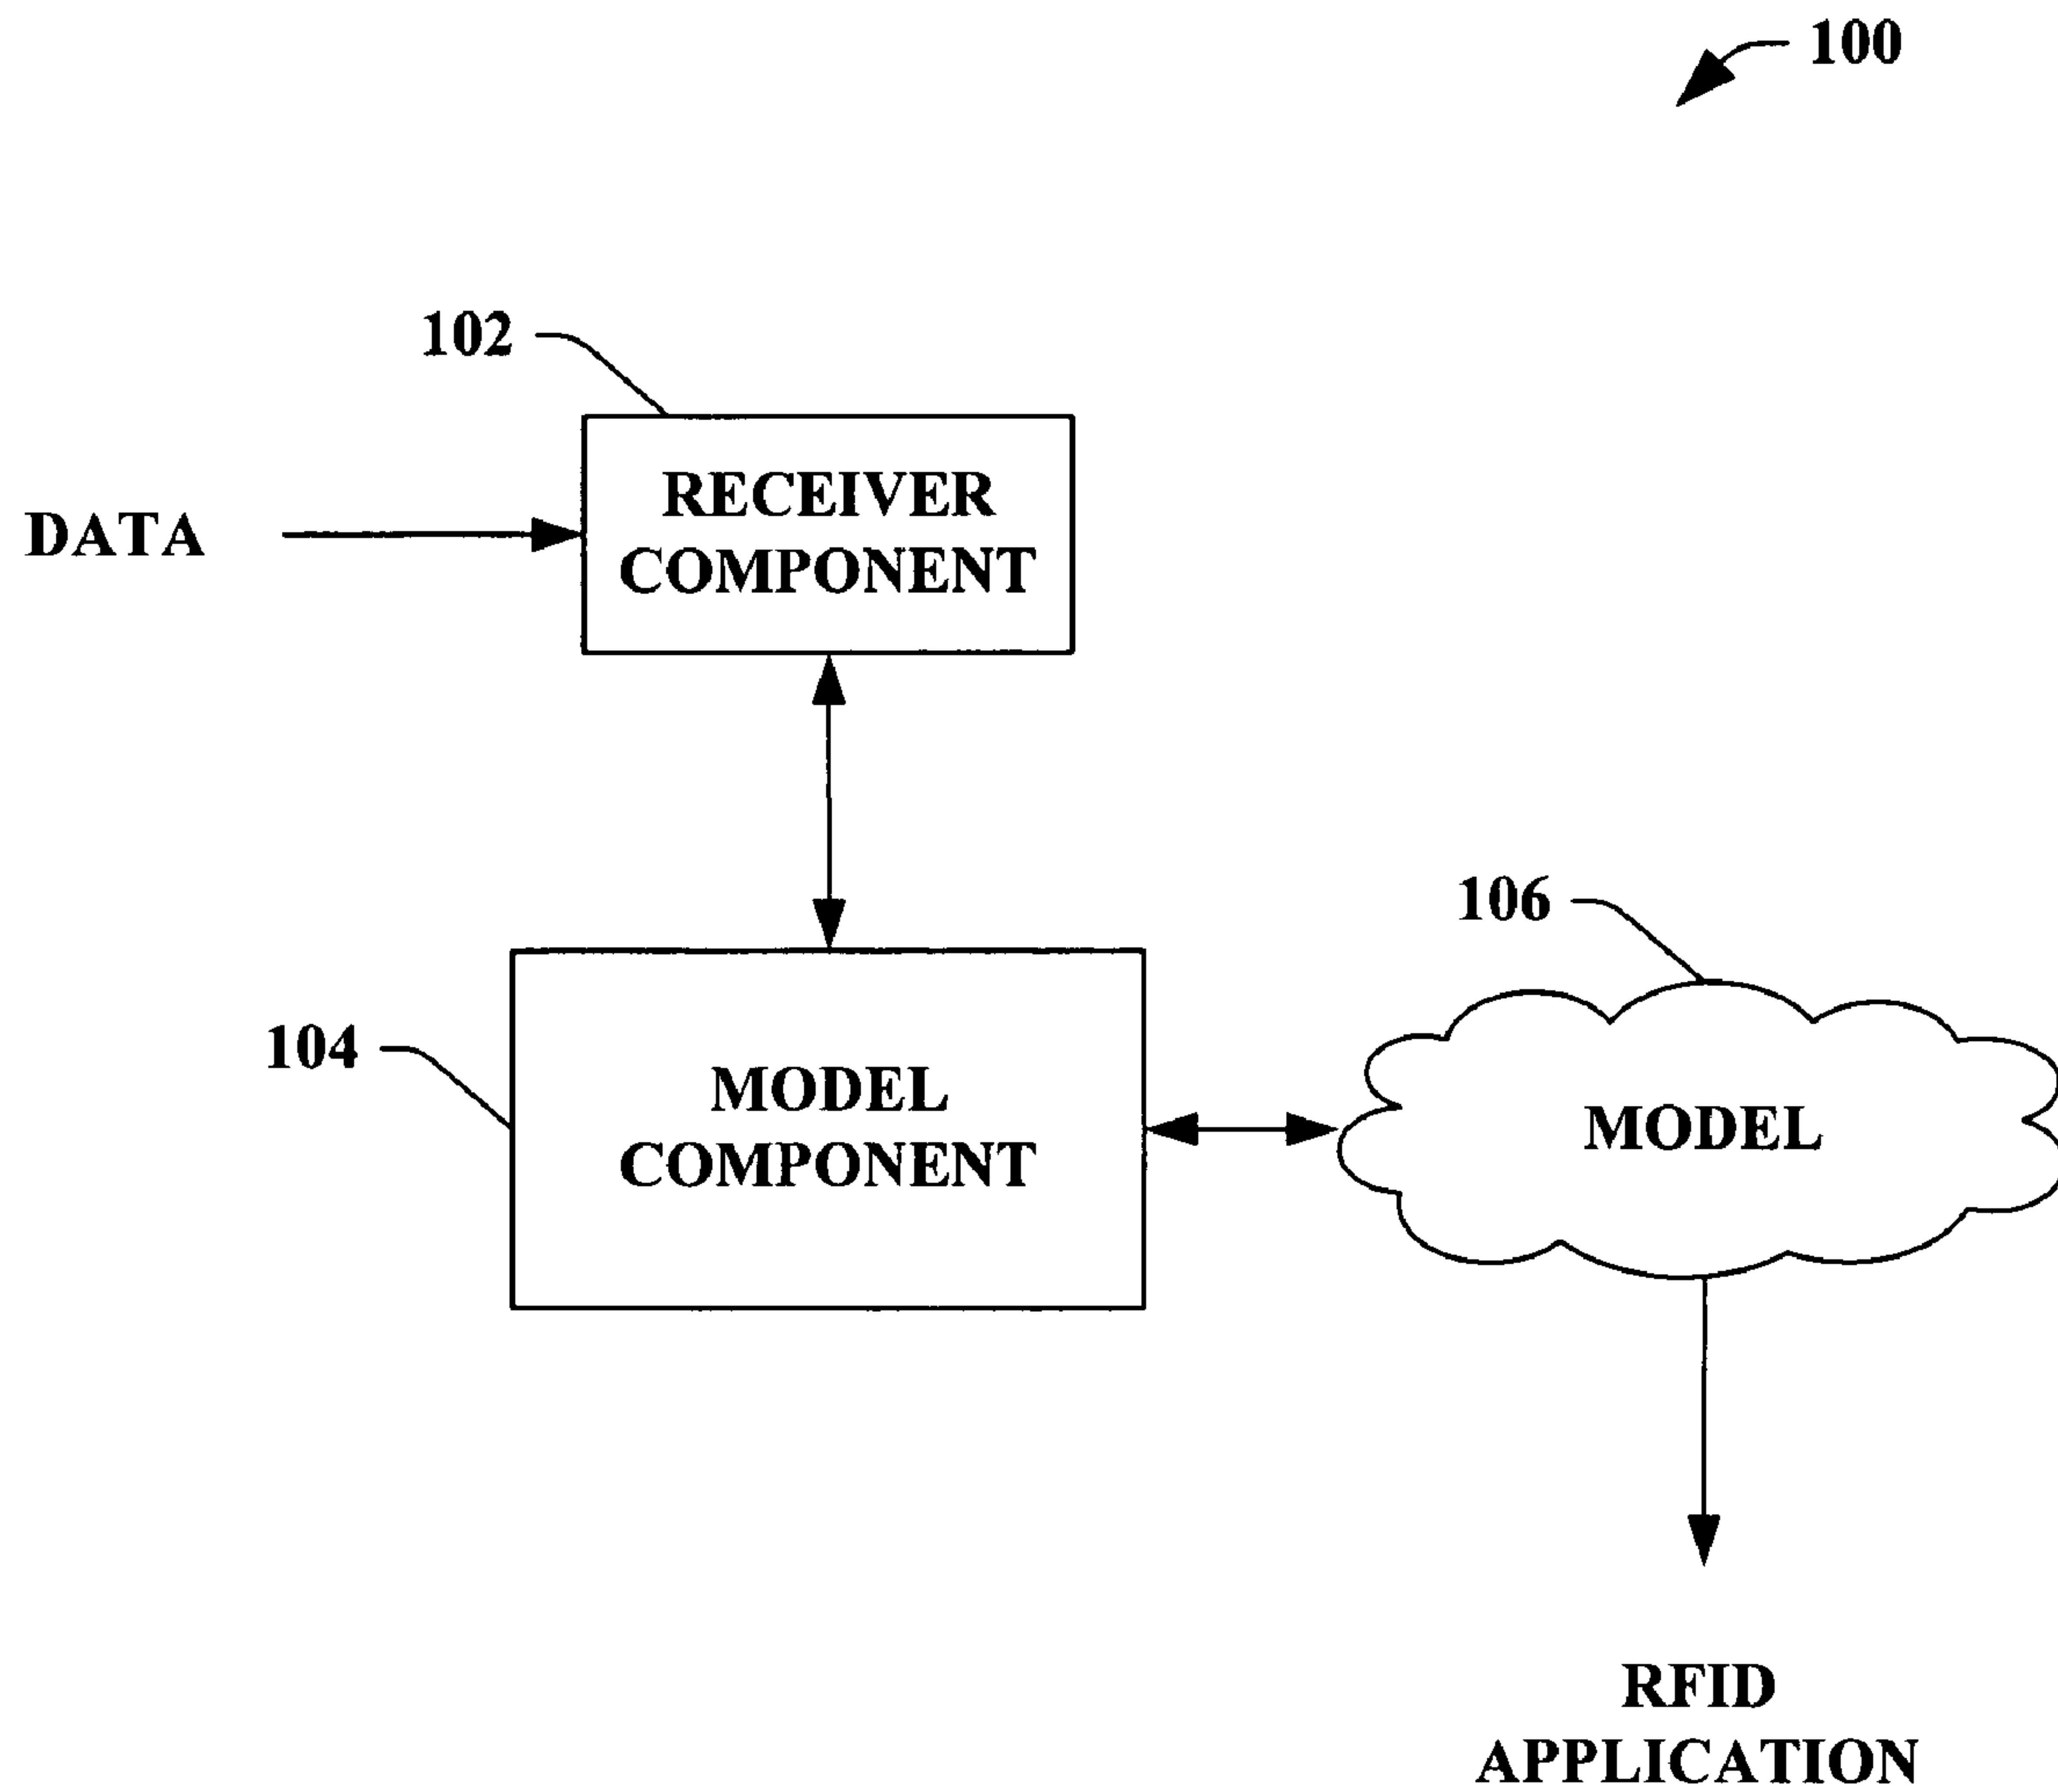 100
102
RECEIVER
COMPONENT
DATA
106
104
MODEL
COMPONENT
MODEL
RFID
APPLICATION